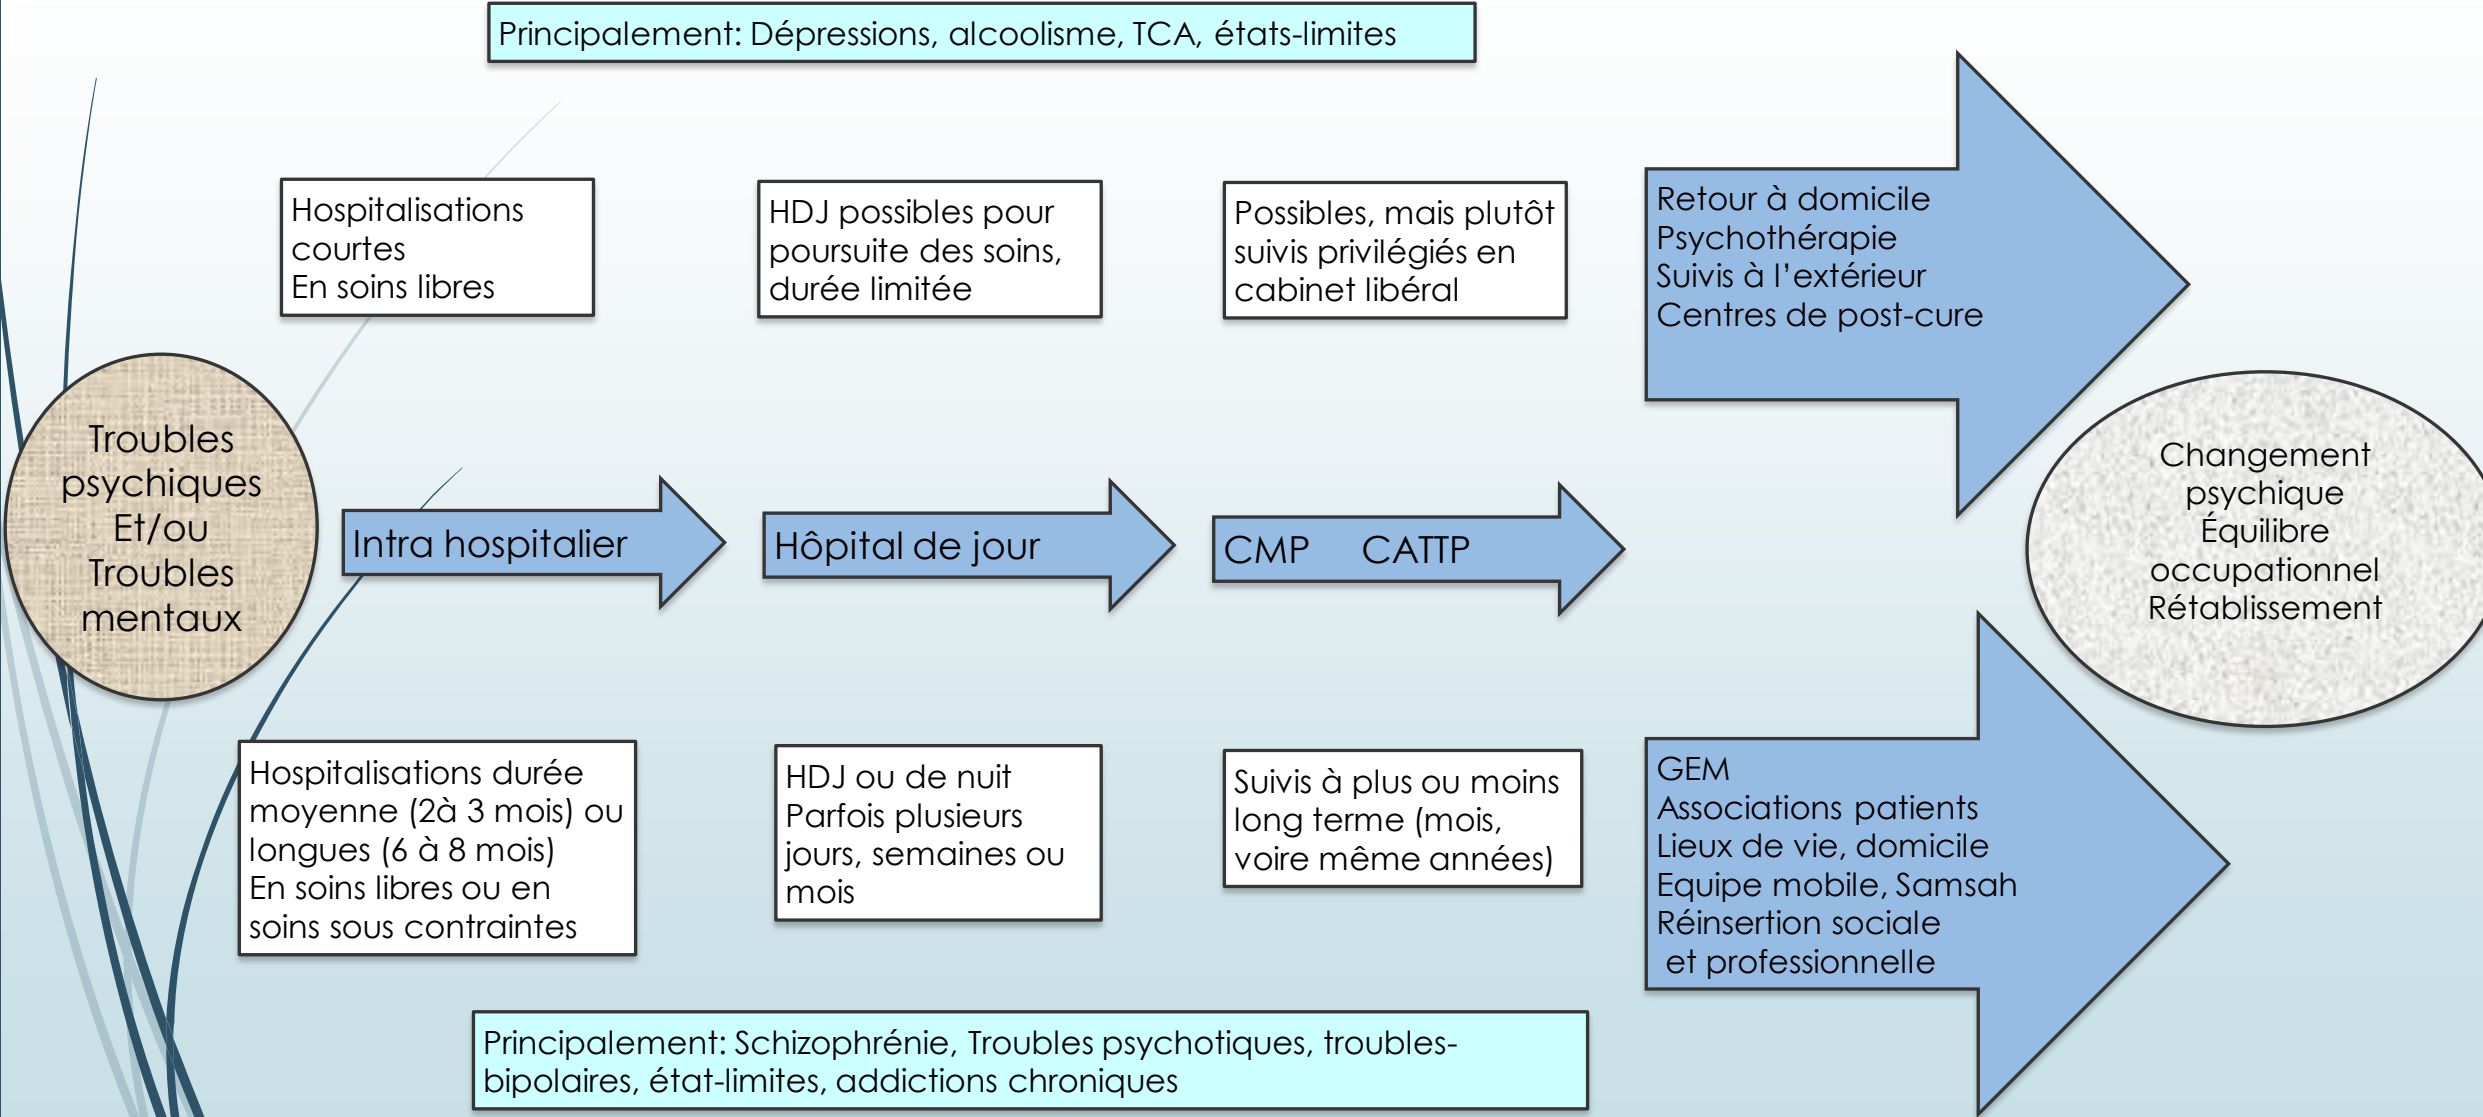 Principalement: Dépressions, alcoolisme, TCA, états-limites
Hospitalisations
courtes
En soins libres
HDJ possibles pour
poursuite des soins,
durée limitée
Possibles, mais plutôt
suivis privilégiés en
cabinet libéral
Retour à domicile
Psychothérapie
Suivis à l'extérieur
Centres de post-cure
Troubles
psychiques
Et/ou
Troubles
mentaux
Intra hospitalier
Hôpital de jour
CMP CATTP
Changement
psychique
Équilibre
occupationnel
Rétablissement
Hospitalisations durée
moyenne (2à 3 mois) ou
longues (6 à 8 mois)
En soins libres ou en
soins sous contraintes
HDJ ou de nuit
Parfois plusieurs
jours, semaines ou
mois
Suivis à plus ou moins
long terme (mois,
voire même années)
GEM
Associations patients
Lieux de vie, domicile
Equipe mobile, Samsah
Réinsertion sociale
et professionnelle
Principalement: Schizophrénie, Troubles psychotiques, troubles-
bipolaires, état-limites, addictions chroniques